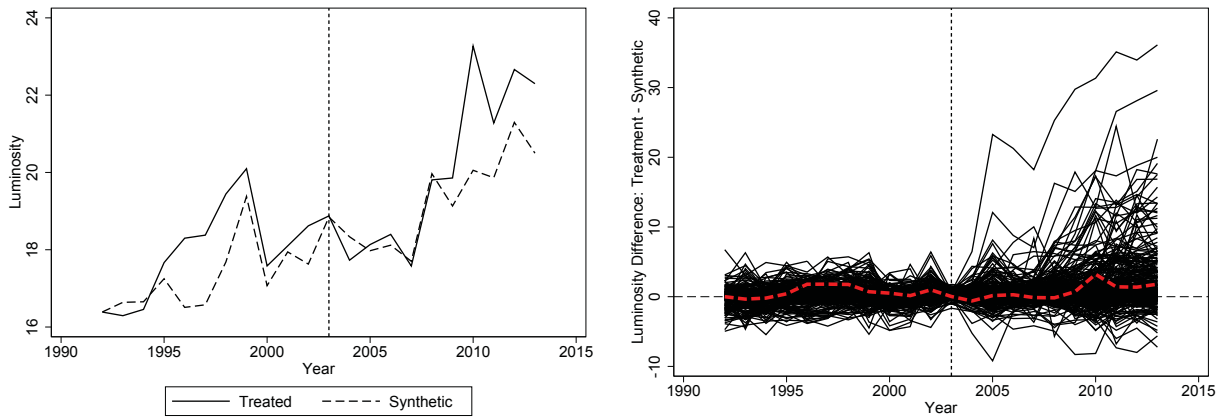 Luminosity
24
22
20
18
16
1990 1995 2000 2005 2010 2015
Year
Treated Synthetic
Luminosity Difference: Treatment - Synthetic
40
30
20
10
0
-10
1990 1995 2000 2005 2010 2015
Year